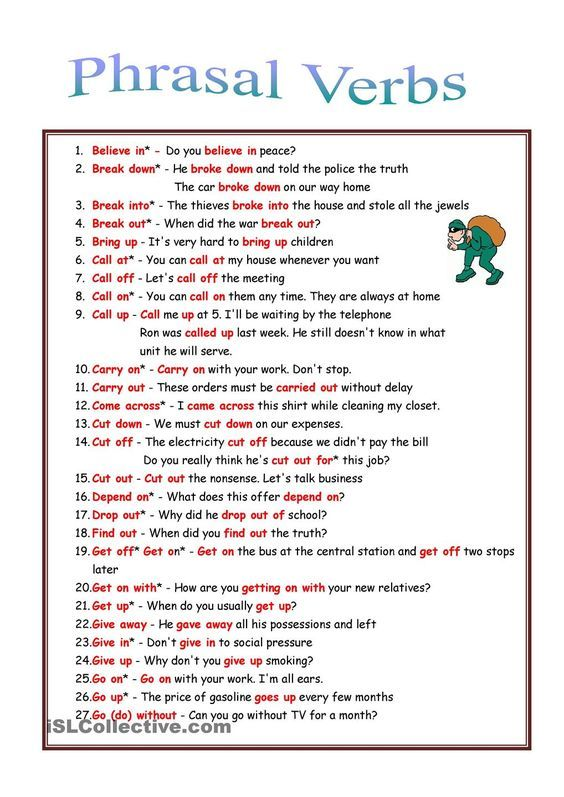 Phrasal Verbs
1. Believe in* - Do you believe in peace?
2. Break down* - He broke down and told the police the truth
The car broke down on our way home
3. Break into* - The thieves broke into the house and stole all the jewels
4. Break out* - When did the war break out?
5. Bring up - It's very hard to bring up children
6. Call at* - You can call at my house whenever you want
7. Call off - Let's call off the meeting
8. Call on* - You can call on them any time. They are always at home
9. Call up - Call me up at 5. I'll be waiting by the telephone
Ron was called up last week. He still doesn't know in what
unit he will serve.
10. Carry on* - Carry on with your work. Don't stop.
11. Carry out - These orders must be carried out without delay
12. Come across* - I came across this shirt while cleaning my closet.
13. Cut down - We must cut down on our expenses.
14. Cut off - The electricity cut off because we didn't pay the bill
Do you really think he's cut out for* this job?
15. Cut out - Cut out the nonsense. Let's talk business
16. Depend on* - What does this offer depend on?
17. Drop out* - Why did he drop out of school?
18. Find out - When did you find out the truth?
19. Get off* Get on* - Get on the bus at the central station and get off two stops
later
20. Get on with* - How are you getting on with your new relatives?
21. Get up* - When do you usually get up?
22. Give away - He gave away all his possessions and left
23. Give in* - Don't give in to social pressure
24. Give up - Why don't you give up smoking?
25. Go on* - Go on with your work. I'm all ears.
26. Go up* - The price of gasoline goes up every few months
27. Go (do) without - Can you go without TV for a month?
iSLCollective.com